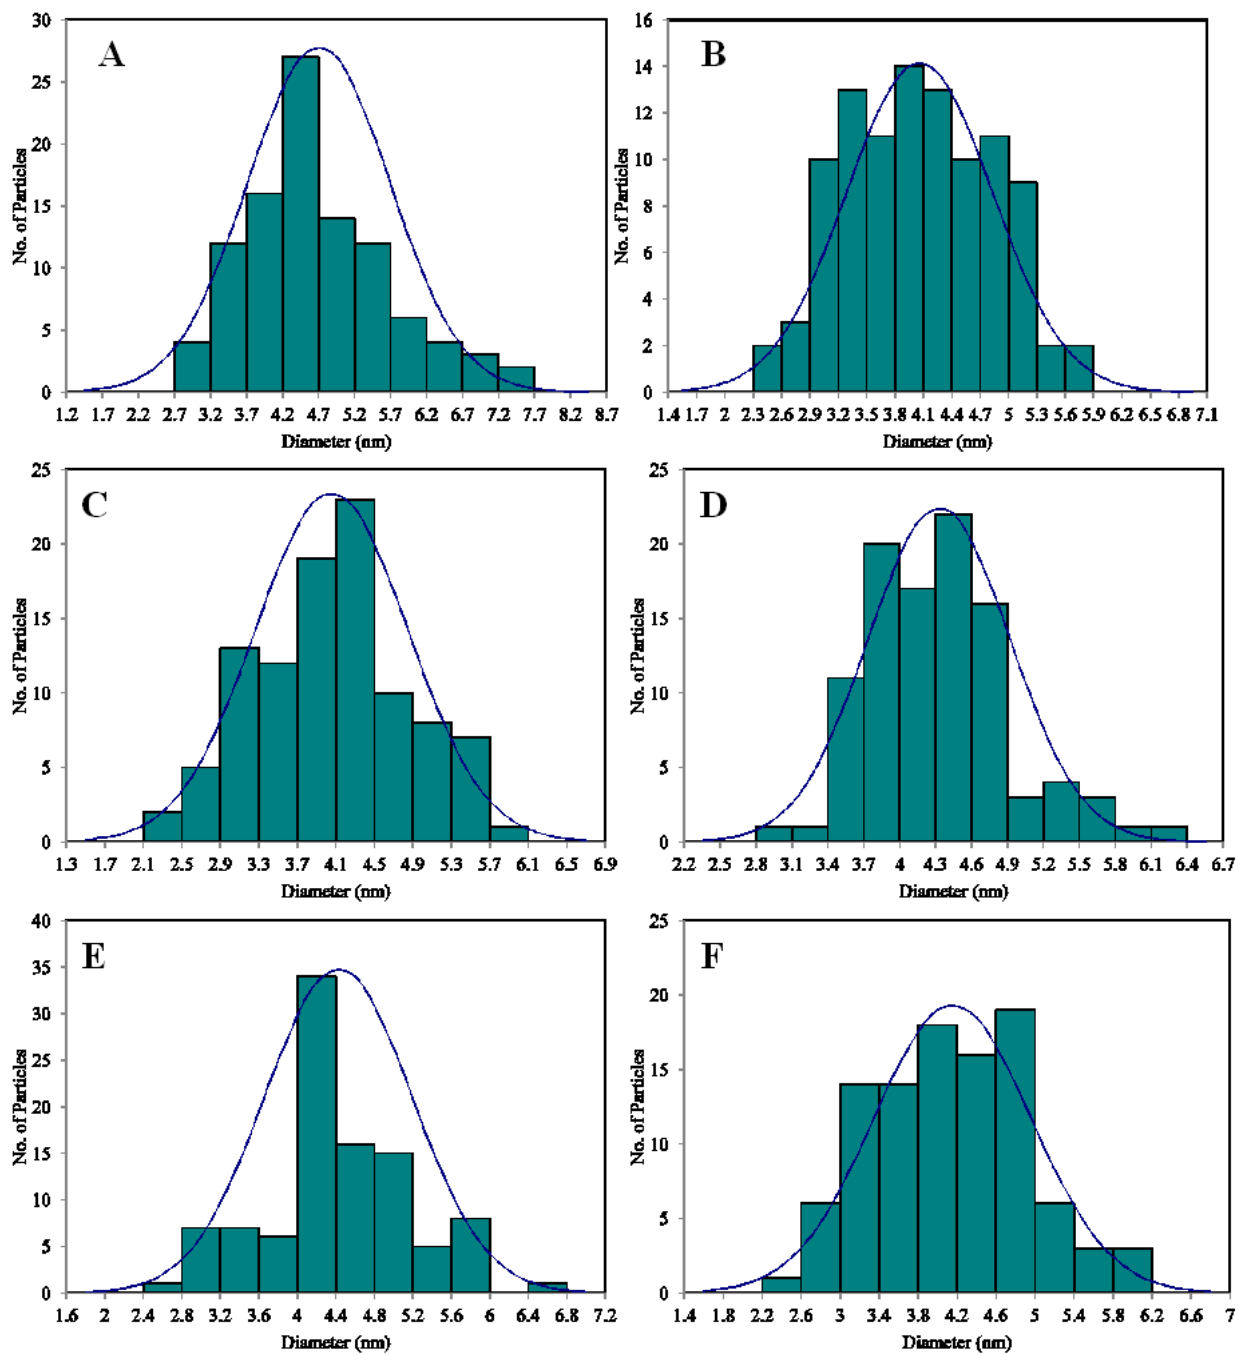 A
30
25
20
15
10
5
0
No. of Particles
1.2 1.7 2.2 2.7 3.2 3.7 4.2 4.7 5.2 5.7 6.2 6.7 7.2 7.7 8.2 8.7
Diameter (nm)
B
16
14
12
10
8
6
4
2
0
No. of Particles
1.4 1.7 2 2.3 2.6 2.9 3.2 3.5 3.8 4.1 4.4 4.7 5 5.3 5.6 5.9 6.2 6.5 6.8 7.1
Diameter (nm)
C
25
20
15
10
5
0
No. of Particles
1.3 1.7 2.1 2.5 2.9 3.3 3.7 4.1 4.5 4.9 5.3 5.7 6.1 6.5 6.9
Diameter (nm)
D
25
20
15
10
5
0
No. of Particles
2.2 2.5 2.8 3.1 3.4 3.7 4 4.3 4.6 4.9 5.2 5.5 5.8 6.1 6.4 6.7
Diameter (nm)
E
40
35
30
25
20
15
10
5
0
No. of Particles
1.6 2 2.4 2.8 3.2 3.6 4 4.4 4.8 5.2 5.6 6 6.4 6.8 7.2
Diameter (nm)
F
25
20
15
10
5
0
No. of Particles
1.4 1.8 2.2 2.6 3 3.4 3.8 4.2 4.6 5 5.4 5.8 6.2 6.6 7
Diameter (nm)